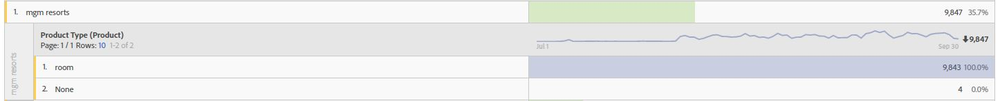 1. mgm resorts 9,847 35.7%
mgm resorts
Product Type (Product)
Page: 1 / 1 Rows: 10 1-2 of 2
Jul 1 Sep 30 9,847
1. room 9,843 100.0%
2. None 4 0.0%